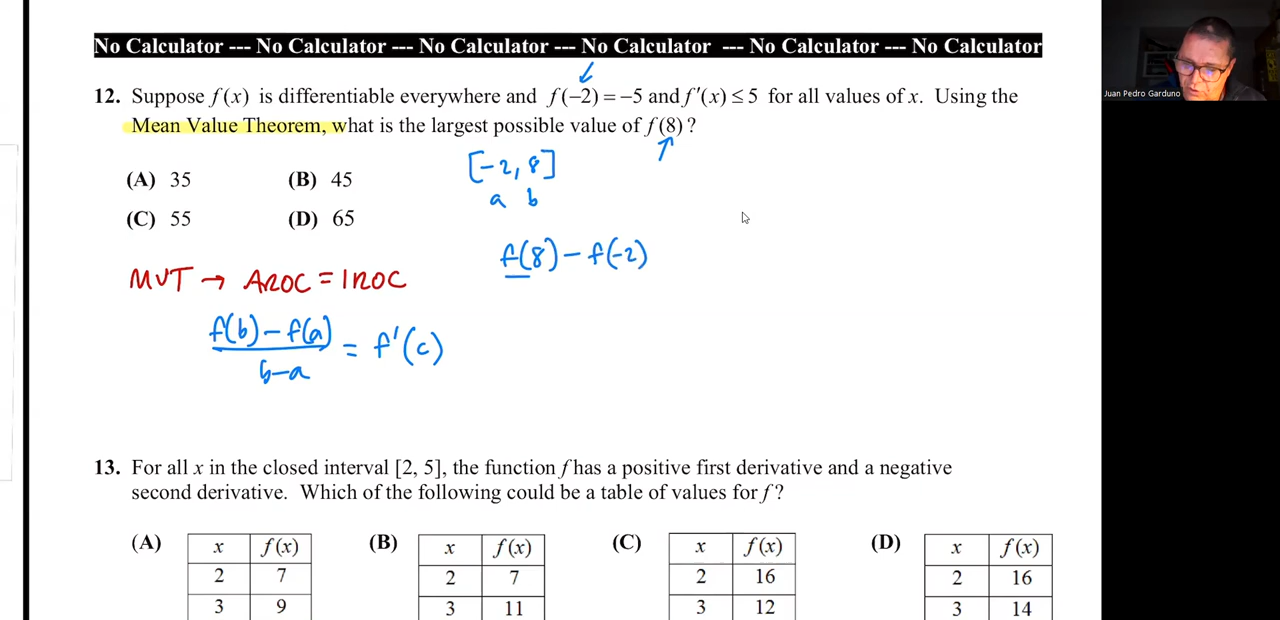 No Calculator --- No Calculator --- No Calculator --- No Calculator --- No Calculator --- No Calculator
Juan Pedro Garduno
12. Suppose f(x) is differentiable everywhere and f(−2) = −5 and f′(x) ≤ 5 for all values of x. Using the
Mean Value Theorem, what is the largest possible value of f(8)?
[-2, 8]
a b
(A) 35 (B) 45
(C) 55 (D) 65
f(8) - f(-2)
MVT → AROC = IROC
f(b) - f(a)
b-a
= f'(c)
13. For all x in the closed interval [2, 5], the function f has a positive first derivative and a negative
second derivative. Which of the following could be a table of values for f?
(A) x f(x)
2 7
3 9
(B) x f(x)
2 7
3 11
(C) x f(x)
2 16
3 12
(D) x f(x)
2 16
3 14